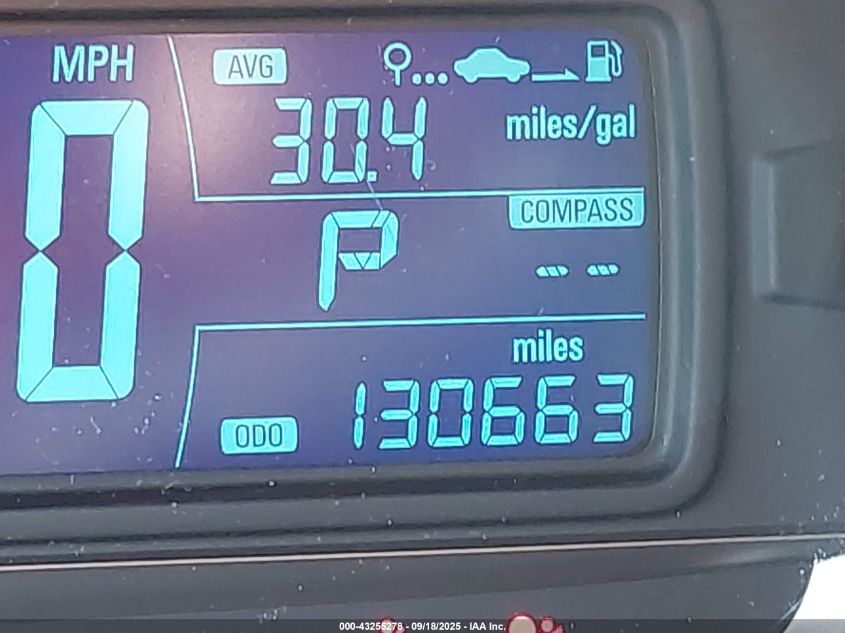 MPH
0
AVG
30.4
miles/gal
P
COMPASS
--
miles
ODO
130663
000-43255278 - 09/18/2025 - IAA Inc.